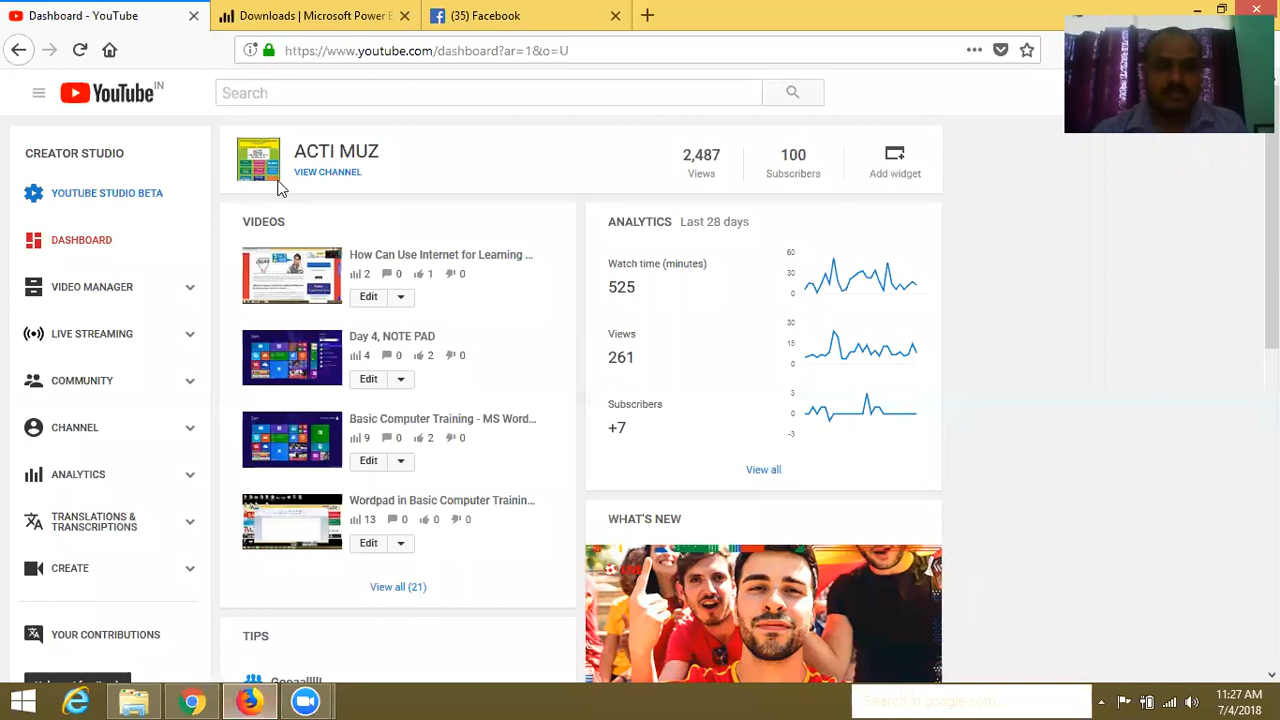 Dashboard - YouTube
Downloads | Microsoft Power E
(35) Facebook
https://www.youtube.com/dashboard?ar=1&o=U
YouTube IN
Search
CREATOR STUDIO
YOUTUBE STUDIO BETA
DASHBOARD
VIDEO MANAGER
LIVE STREAMING
COMMUNITY
CHANNEL
ANALYTICS
TRANSLATIONS &
TRANSCRIPTIONS
CREATE
YOUR CONTRIBUTIONS
ACTI MUZ
VIEW CHANNEL
2,487
Views
100
Subscribers
Add widget
VIDEOS
How Can Use Internet for Learning ...
2 0 1 0
Edit
Day 4, NOTE PAD
4 0 2 0
Edit
Basic Computer Training - MS Word...
9 0 2 0
Edit
Wordpad in Basic Computer Trainin...
13 0 0 0
Edit
View all (21)
TIPS
ANALYTICS Last 28 days
Watch time (minutes)
525
60
30
0
Views
261
30
15
0
Subscribers
+7
3
0
-3
View all
WHAT'S NEW
Search in google.com
11:27 AM
7/4/2018